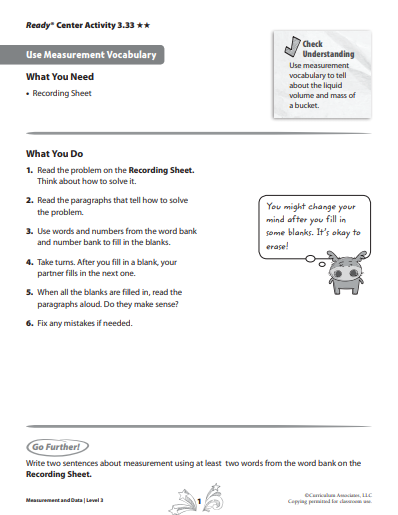 Ready® Center Activity 3.33 ★★
Use Measurement Vocabulary
Check
Understanding
Use measurement
vocabulary to tell
about the liquid
volume and mass of
a bucket.
What You Need
• Recording Sheet
What You Do
1. Read the problem on the Recording Sheet.
Think about how to solve it.
2. Read the paragraphs that tell how to solve
the problem.
3. Use words and numbers from the word bank
and number bank to fill in the blanks.
4. Take turns. After you fill in a blank, your
partner fills in the next one.
5. When all the blanks are filled in, read the
paragraphs aloud. Do they make sense?
6. Fix any mistakes if needed.
You might change your
mind after you fill in
some blanks. It's okay to
erase!
Go Further!
Write two sentences about measurement using at least two words from the word bank on the
Recording Sheet.
Measurement and Data | Level 3
1
©Curriculum Associates, LLC
Copying permitted for classroom use.